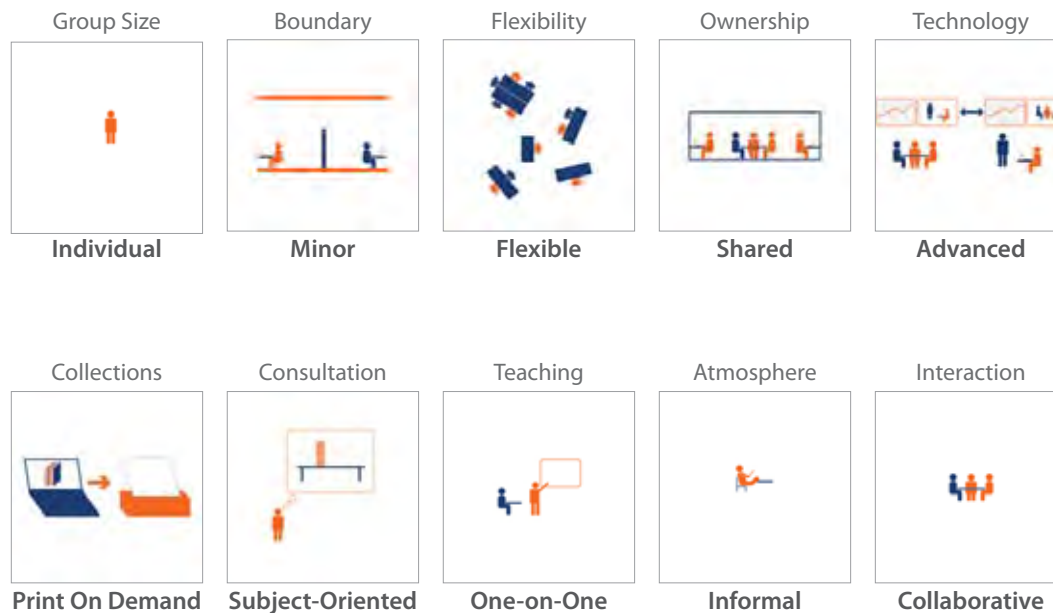 Group Size
Boundary
Flexibility
Ownership
Technology
Individual
Minor
Flexible
Shared
Advanced
Collections
Consultation
Teaching
Atmosphere
Interaction
Print On Demand
Subject-Oriented
One-on-One
Informal
Collaborative